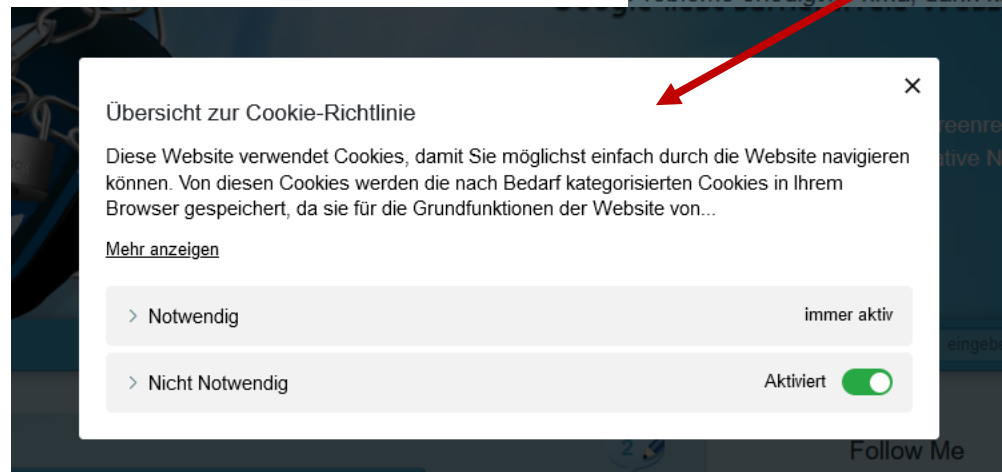 Übersicht zur Cookie-Richtlinie
Diese Website verwendet Cookies, damit Sie möglichst einfach durch die Website navigieren
können. Von diesen Cookies werden die nach Bedarf kategorisierten Cookies in Ihrem
Browser gespeichert, da sie für die Grundfunktionen der Website von...
Mehr anzeigen
Notwendig
immer aktiv
Nicht Notwendig
Aktiviert
2
Follow Me